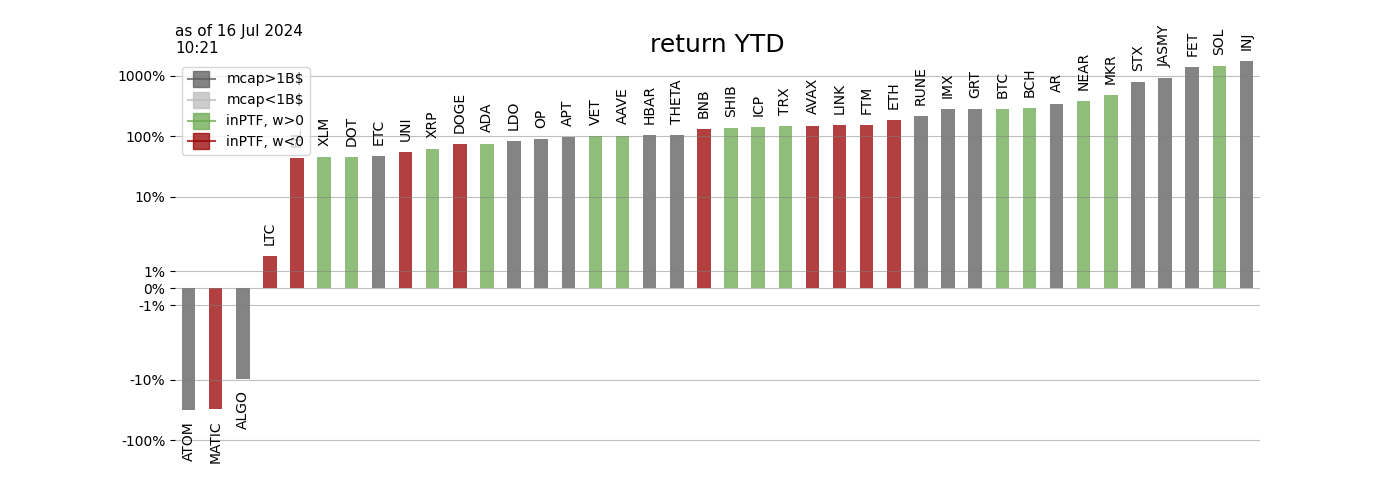 as of 16 Jul 2024
10:21
return YTD
mcap>1B$
mcap<1B$
inPTF, w>0
inPTF, w<0
1000%
100%
10%
1%
0%
-1%
-10%
-100%
ATOM
MATIC
ALGO
LTC
XLM
DOT
ETC
UNI
XRP
DOGE
ADA
LDO
OP
APT
VET
AAVE
HBAR
THETA
BNB
SHIB
ICP
TRX
AVAX
LINK
FTM
ETH
RUNE
IMX
GRT
BTC
BCH
AR
NEAR
MKR
STX
JASMY
FET
SOL
INJ